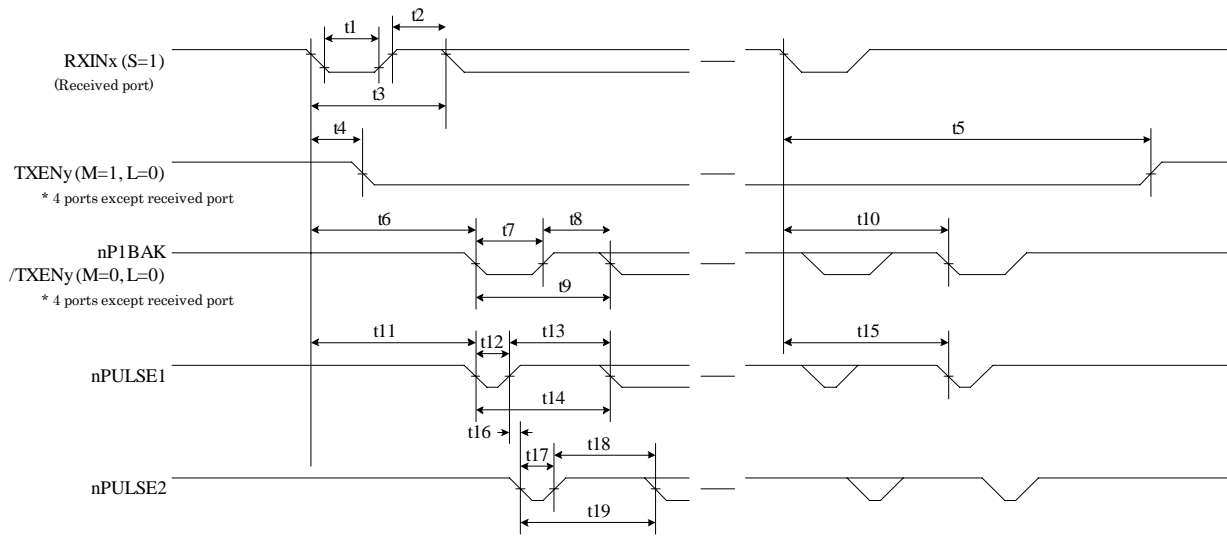 t1
t2
RXINx (S=1)
(Received port)
t3
t4
t5
TXENy (M=1, L=0)
* 4 ports except received port
t6
t7
t8
t10
nP1BAK
/TXENy (M=0, L=0)
* 4 ports except received port
t9
t11
t12
t13
t15
nPULSE1
t14
t16
t17
t18
nPULSE2
t19